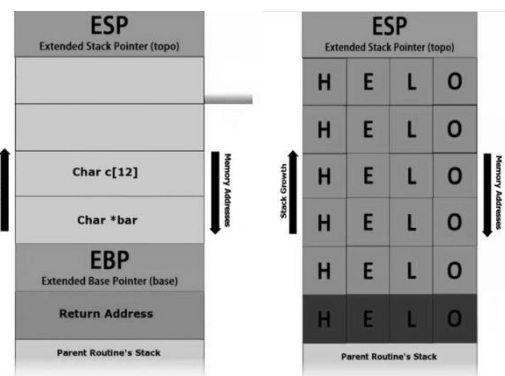 ESP
Extended Stack Pointer (topo)
Char c[12]
Char *bar
Memory Addresses
EBP
Extended Base Pointer (base)
Return Address
Parent Routine's Stack
ESP
Extended Stack Pointer (topo)
H E L O
H E L O
H E L O
H E L O
H E L O
H E L O
Stack Growth
Memory Addresses
Parent Routine's Stack